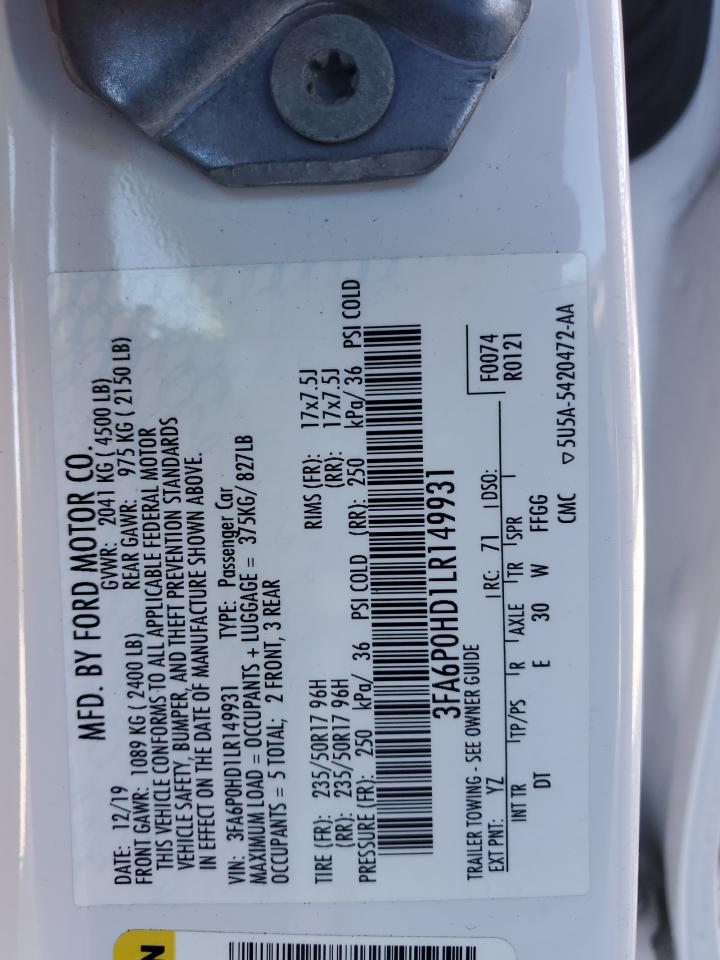 MFD. BY FORD MOTOR CO.
DATE: 12/19 GVWR: 2041 KG ( 4500 LB)
FRONT GAWR: 1089 KG ( 2400 LB) REAR GAWR: 975 KG ( 2150 LB)
THIS VEHICLE CONFORMS TO ALL APPLICABLE FEDERAL MOTOR
VEHICLE SAFETY, BUMPER, AND THEFT PREVENTION STANDARDS
IN EFFECT ON THE DATE OF MANUFACTURE SHOWN ABOVE.
VIN: 3FA6P0HD1LR149931 TYPE: Passenger Car
MAXIMUM LOAD = OCCUPANTS + LUGGAGE = 375KG/ 827LB
OCCUPANTS = 5 TOTAL; 2 FRONT, 3 REAR
TIRE (FR): 235/50R17 96H RIMS (FR): 17x7.5J
(RR): 235/50R17 96H (RR): 17x7.5J
PRESSURE (FR): 250 kPa/ 36 PSI COLD (RR): 250 kPa/ 36 PSI COLD
3FA6P0HD1LR149931
TRAILER TOWING - SEE OWNER GUIDE F0074
EXT PNT: YZ RC: 71 DSO: R0121
INT TR TP/PS R AXLE TR SPR
DT E 30 W FFGG
CMC ▽ 5U5A-5420472-AA
N